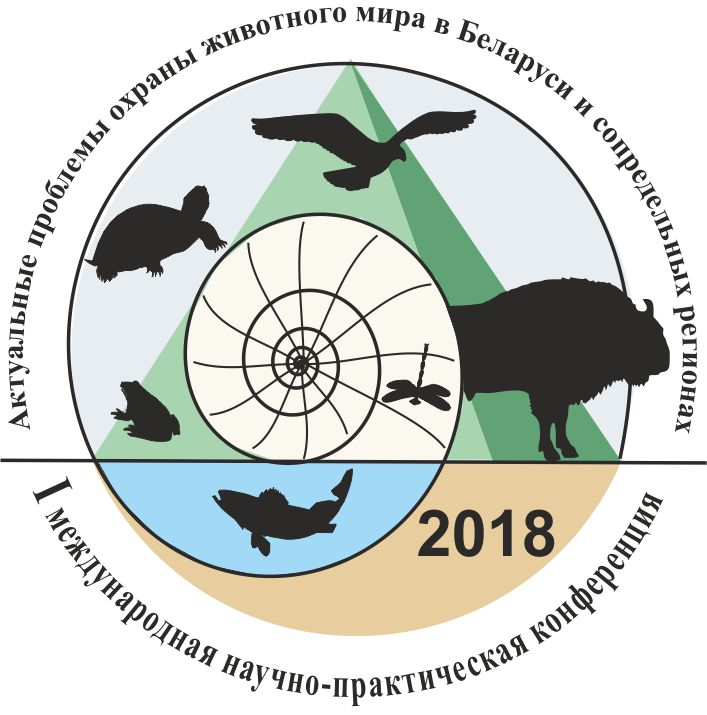 Актуальные проблемы охраны животного мира в Беларуси и сопредельных регионах
2018
I международная научно-практическая конференция